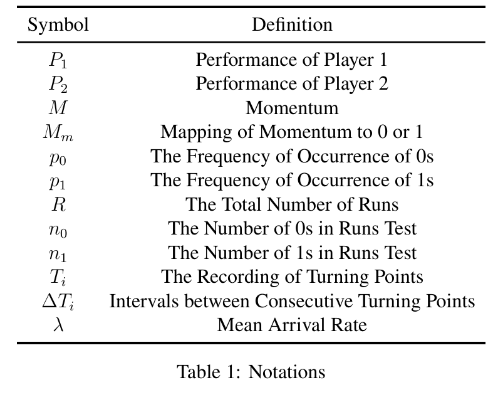 Symbol Definition
P₁ Performance of Player 1
P₂ Performance of Player 2
M Momentum
Mₘ Mapping of Momentum to 0 or 1
p₀ The Frequency of Occurrence of 0s
p₁ The Frequency of Occurrence of 1s
R The Total Number of Runs
n₀ The Number of 0s in Runs Test
n₁ The Number of 1s in Runs Test
Tᵢ The Recording of Turning Points
ΔTᵢ Intervals between Consecutive Turning Points
λ Mean Arrival Rate
Table 1: Notations